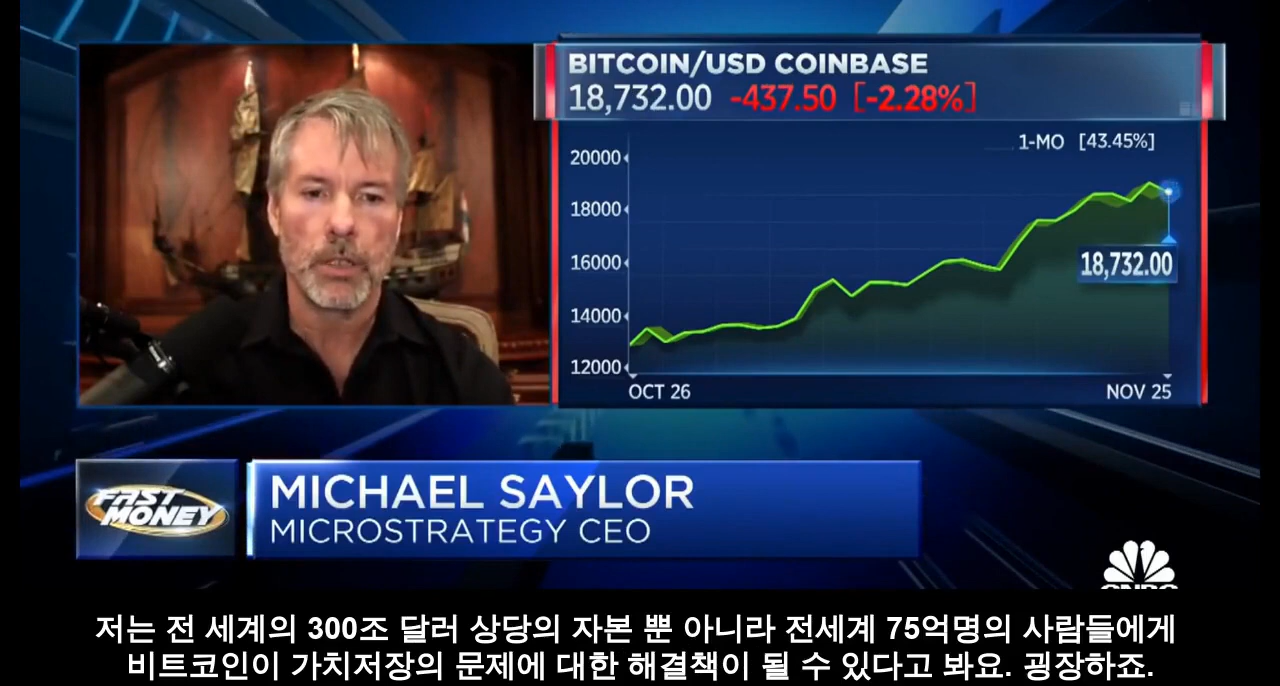 BITCOIN/USD COINBASE
18,732.00 -437.50 [-2.28%]
1-MO [43.45%]
20000
18000
16000
14000
12000
18,732.00
OCT 26 NOV 25
FAST
MONEY
MICHAEL SAYLOR
MICROSTRATEGY CEO
CNBC
저는 전 세계의 300조 달러 상당의 자본 뿐 아니라 전세계 75억명의 사람들에게
비트코인이 가치저장의 문제에 대한 해결책이 될 수 있다고 봐요. 굉장하죠.